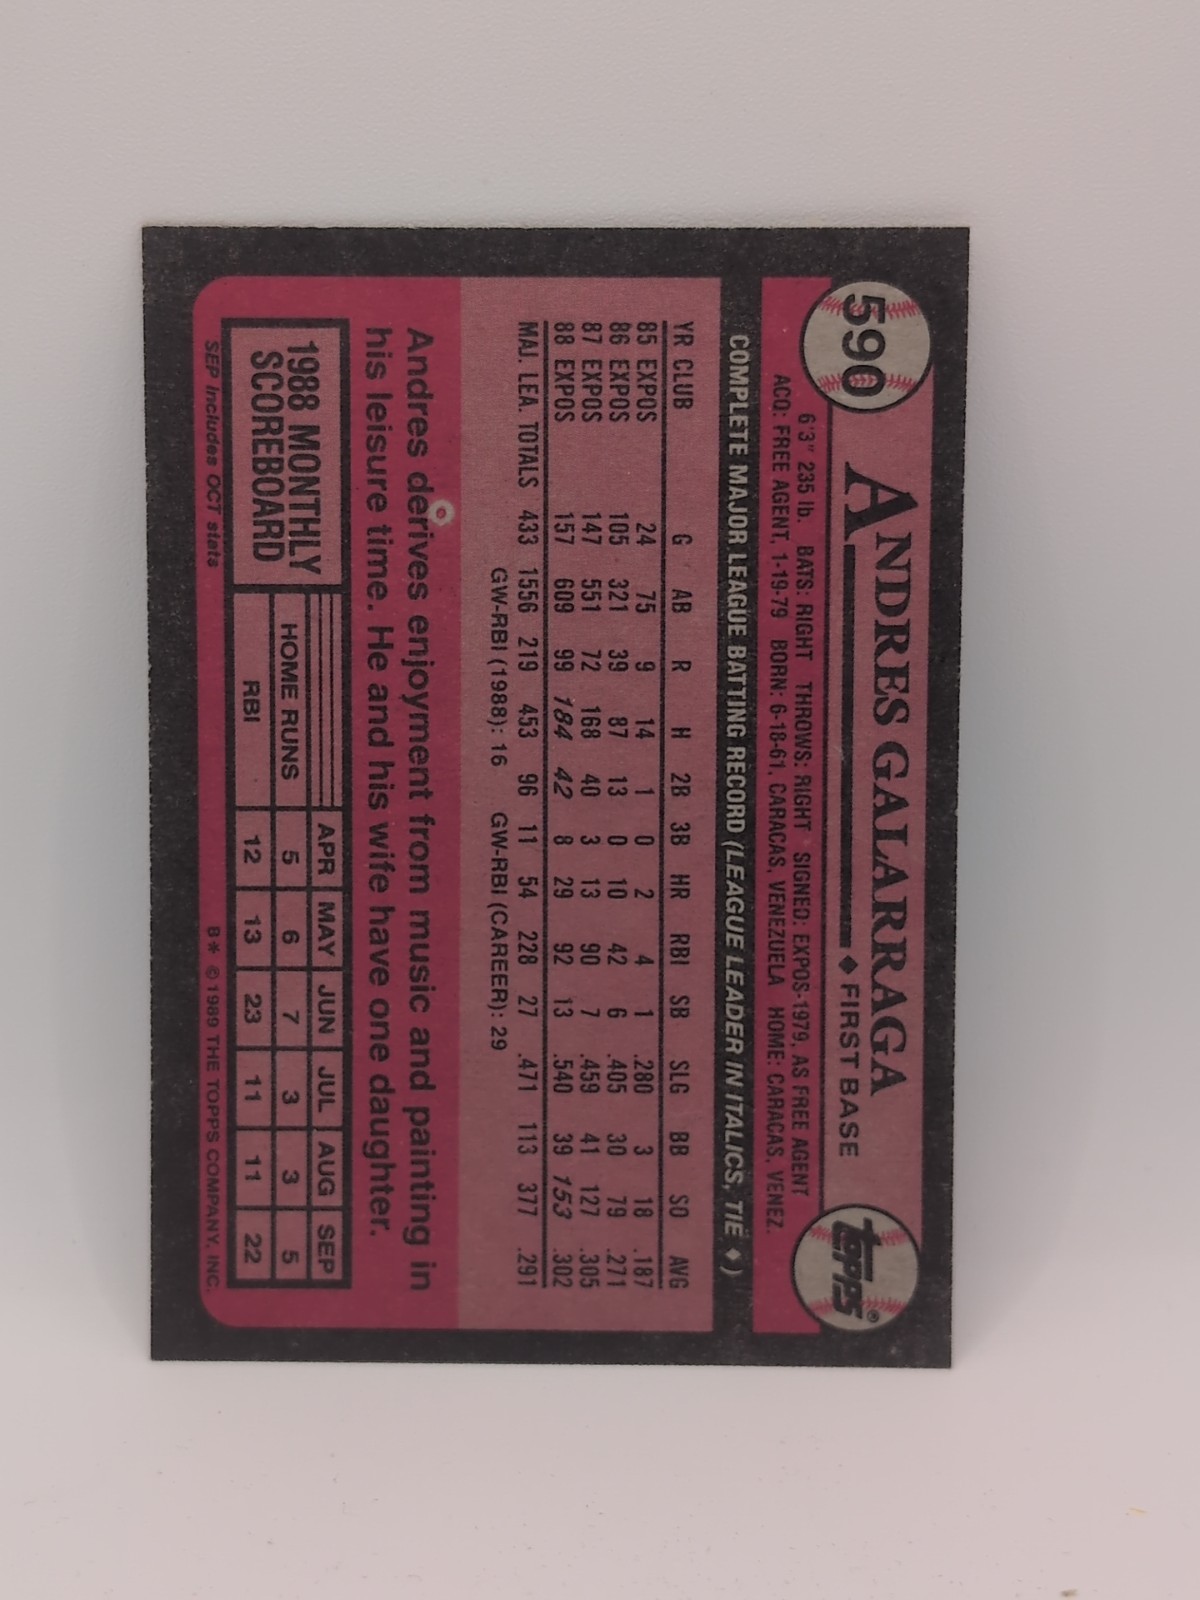 590 ANDRES GALARRAGA
♦ FIRST BASE
topps®
6'3" 235 lb. BATS: RIGHT THROWS: RIGHT SIGNED: EXPOS-1979, AS FREE AGENT
ACQ: FREE AGENT, 1-19-79 BORN: 6-18-61, CARACAS, VENEZUELA HOME: CARACAS, VENEZ.
COMPLETE MAJOR LEAGUE BATTING RECORD (LEAGUE LEADER IN ITALICS, TIE ♦)
YR CLUB G AB R H 2B 3B HR RBI SB SLG BB SO AVG
85 EXPOS 24 75 9 14 1 0 2 4 1 .280 3 18 .187
86 EXPOS 105 321 39 87 13 0 10 42 6 .405 30 79 .271
87 EXPOS 147 551 72 168 40 3 13 90 7 .459 41 127 .305
88 EXPOS 157 609 99 184 42 8 29 92 13 .540 39 153 .302
MAJ. LEA. TOTALS 433 1556 219 453 96 11 54 228 27 .471 113 377 .291
GW-RBI (1988): 16 GW-RBI (CAREER): 29
Andres derives enjoyment from music and painting in
his leisure time. He and his wife have one daughter.
1988 MONTHLY
SCOREBOARD
APR MAY JUN JUL AUG SEP
HOME RUNS 5 6 7 3 3 5
RBI 12 13 23 11 11 22
SEP Includes OCT stats
B* © 1989 THE TOPPS COMPANY, INC.